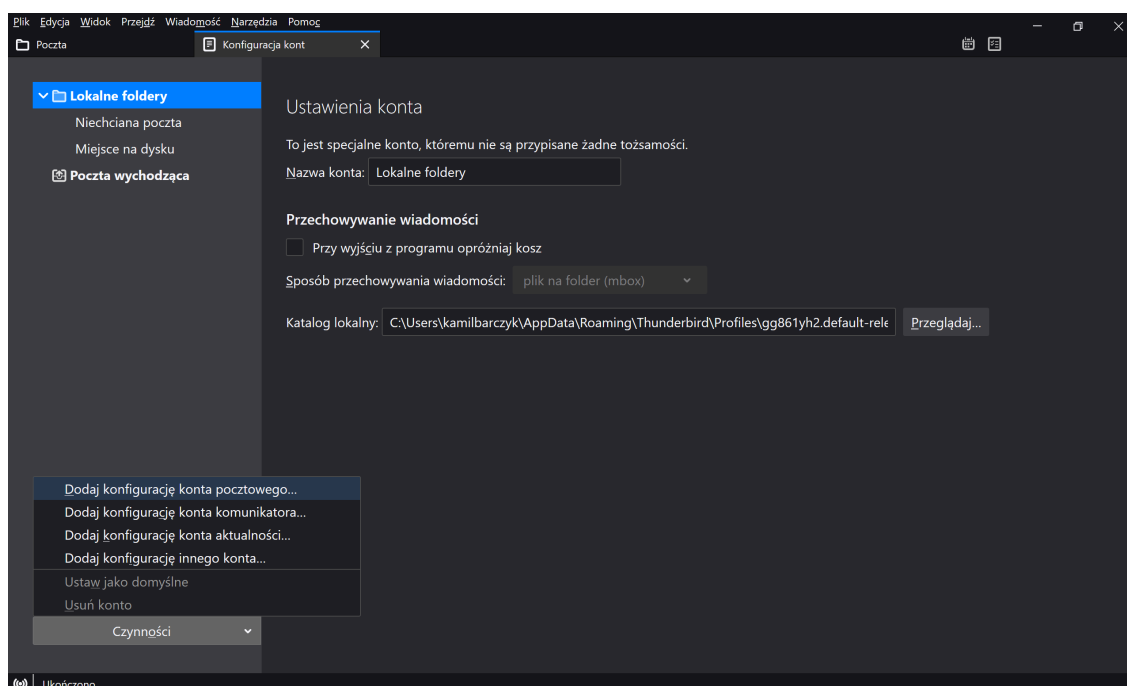 Plik Edycja Widok Przejdź Wiadomość Narzędzia Pomoc
Poczta Konfiguracja kont
Lokalne foldery
Niechciana poczta
Miejsce na dysku
Poczta wychodząca
Ustawienia konta
To jest specjalne konto, któremu nie są przypisane żadne tożsamości.
Nazwa konta: Lokalne foldery
Przechowywanie wiadomości
Przy wyjściu z programu opróżniaj kosz
Sposób przechowywania wiadomości: plik na folder (mbox)
Katalog lokalny: C:\Users\kamilbarczyk\AppData\Roaming\Thunderbird\Profiles\gg861yh2.default-rele Przeglądaj...
Dodaj konfigurację konta pocztowego...
Dodaj konfigurację konta komunikatora...
Dodaj konfigurację konta aktualności...
Dodaj konfigurację innego konta...
Ustaw jako domyślne
Usuń konto
Czynności
Ukończono